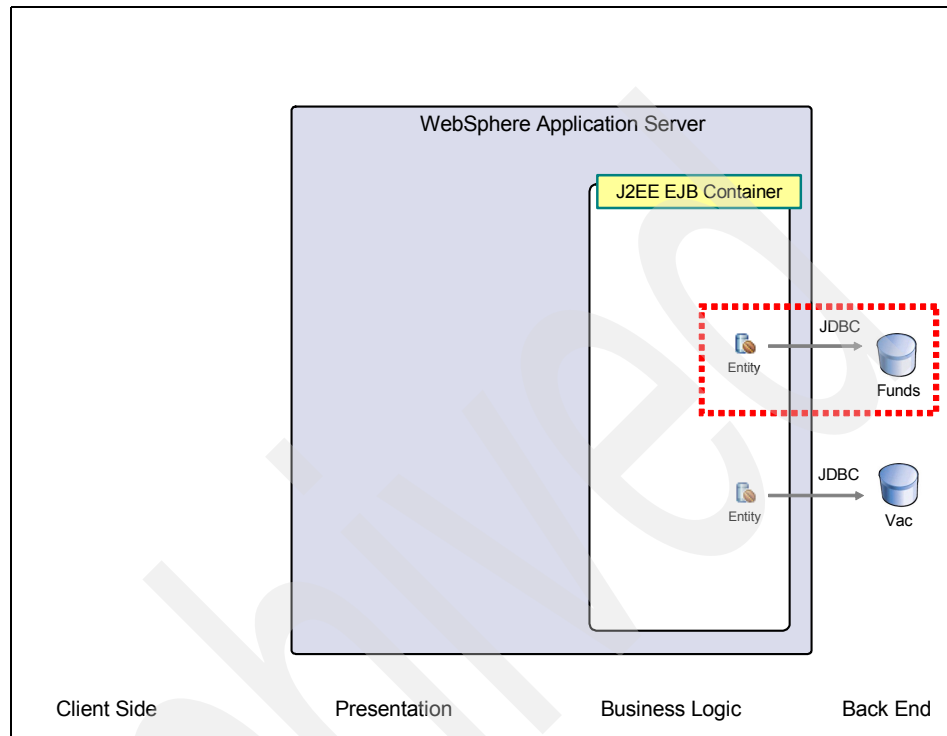 WebSphere Application Server
J2EE EJB Container
JDBC
Entity
Funds
JDBC
Entity
Vac
Client Side
Presentation
Business Logic
Back End